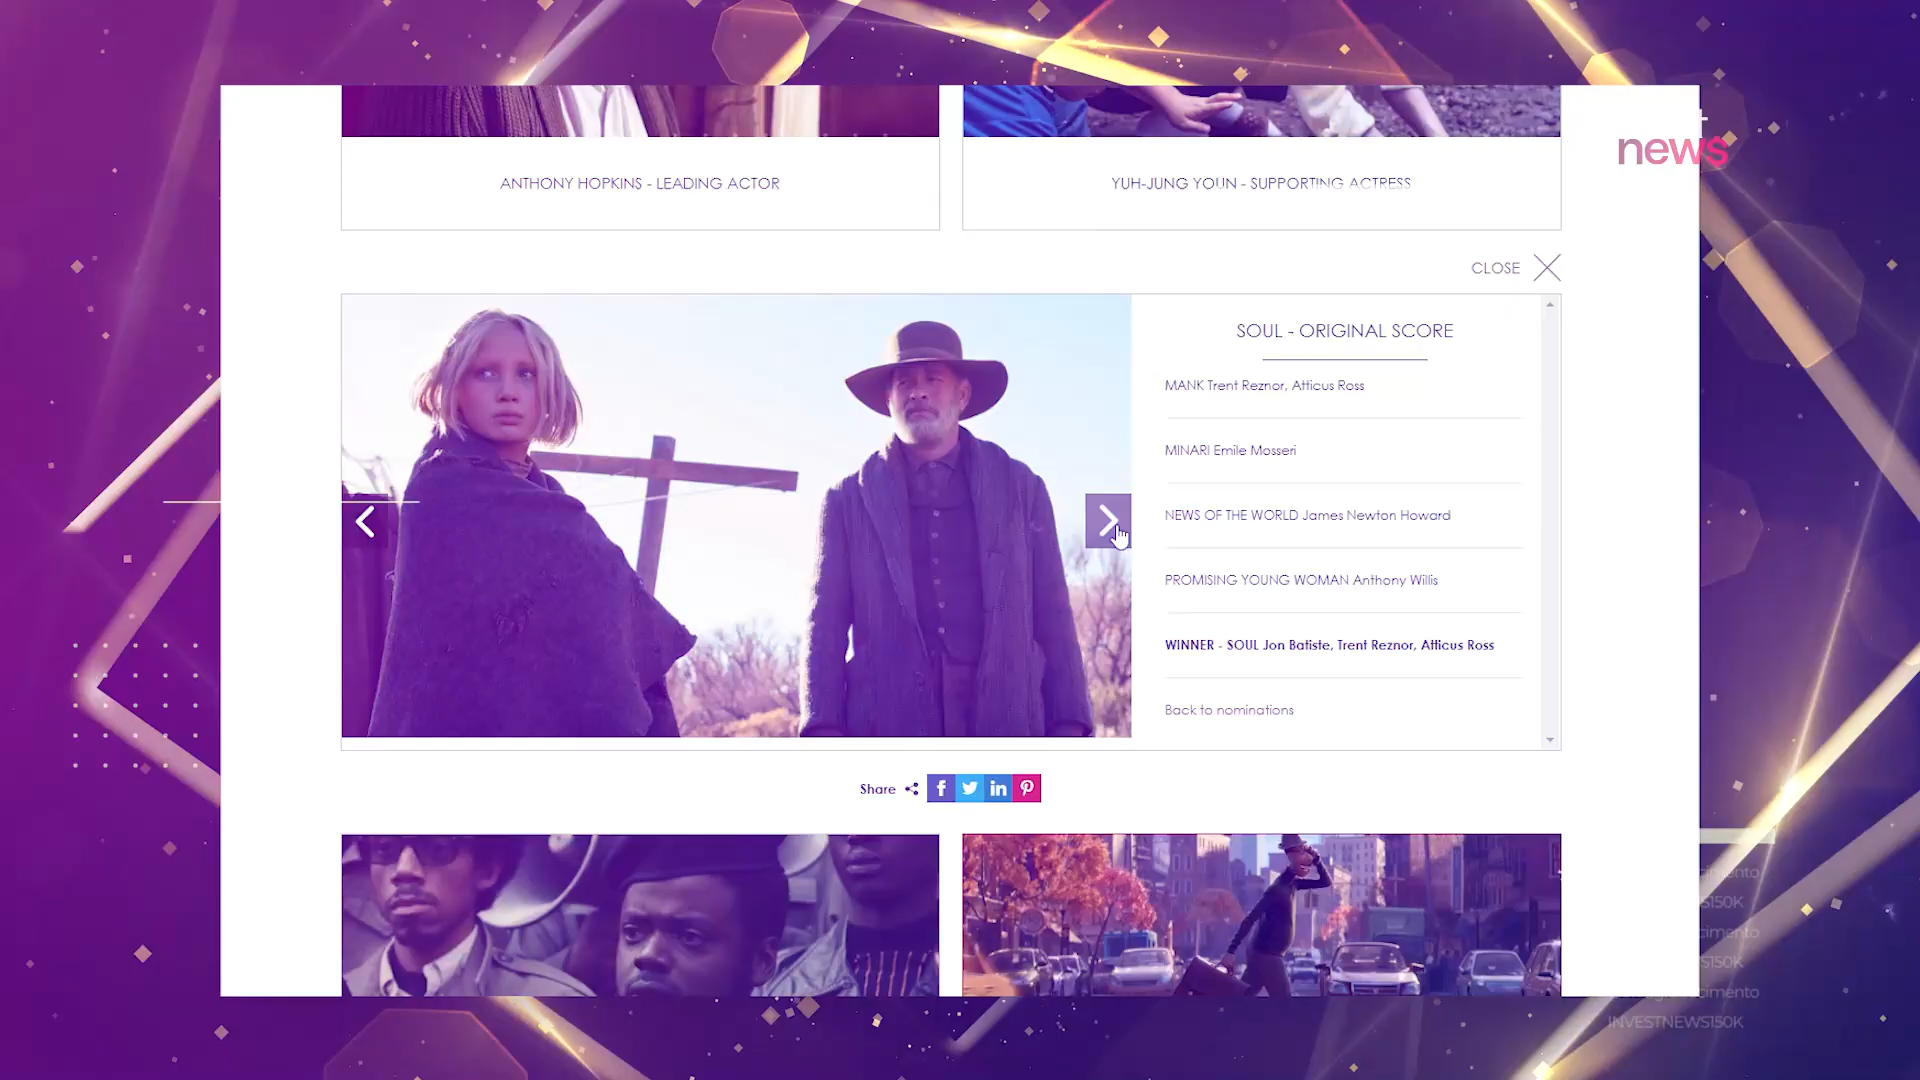 news
ANTHONY HOPKINS - LEADING ACTOR
YUH-JUNG YOUN - SUPPORTING ACTRESS
CLOSE
SOUL - ORIGINAL SCORE
MANK Trent Reznor, Atticus Ross
MINARI Emile Mosseri
NEWS OF THE WORLD James Newton Howard
PROMISING YOUNG WOMAN Anthony Willis
WINNER - SOUL Jon Batiste, Trent Reznor, Atticus Ross
Back to nominations
Share
INVESTNEWS150K